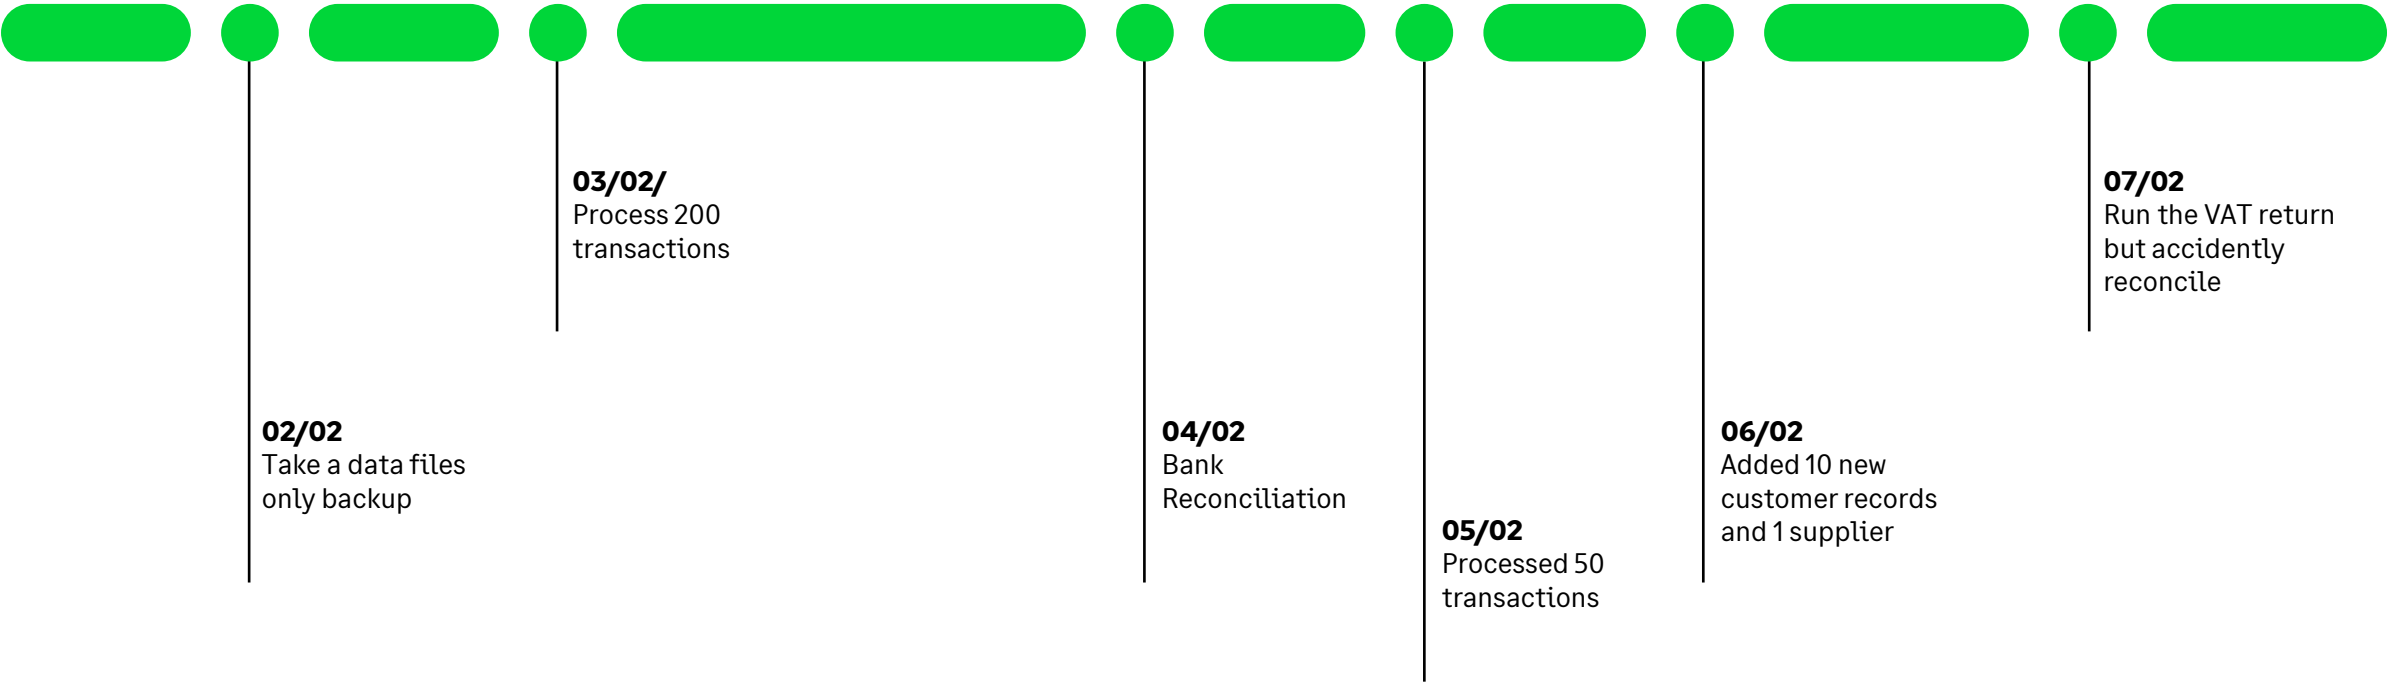 02/02
Take a data files
only backup
03/02/
Process 200
transactions
04/02
Bank
Reconciliation
05/02
Processed 50
transactions
06/02
Added 10 new
customer records
and 1 supplier
07/02
Run the VAT return
but accidently
reconcile